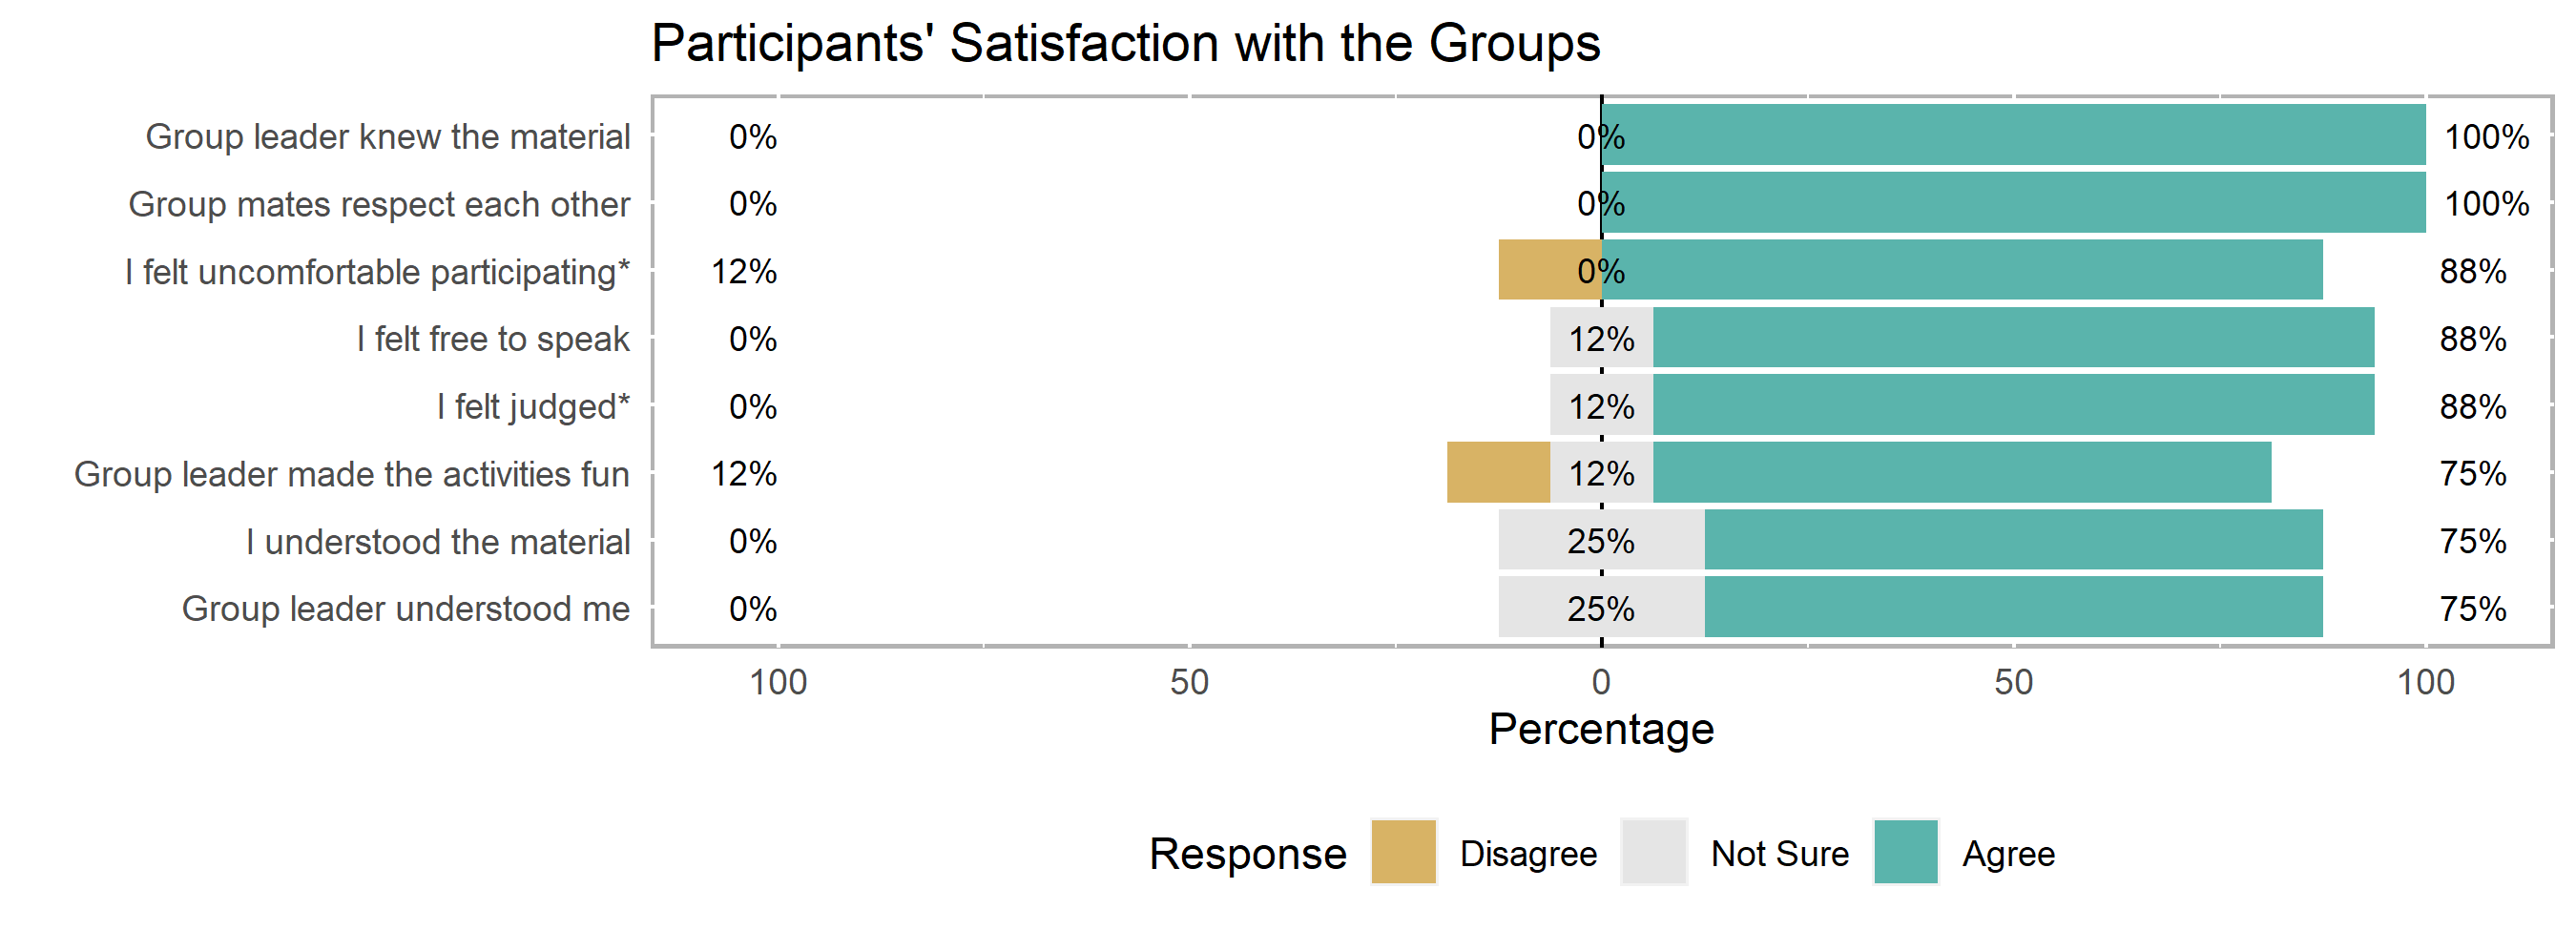 Participants' Satisfaction with the Groups
Group leader knew the material 0% 0% 100%
Group mates respect each other 0% 0% 100%
I felt uncomfortable participating* 12% 0% 88%
I felt free to speak 0% 12% 88%
I felt judged* 0% 12% 88%
Group leader made the activities fun 12% 12% 75%
I understood the material 0% 25% 75%
Group leader understood me 0% 25% 75%
100 50 0 50 100
Percentage
Response Disagree Not Sure Agree